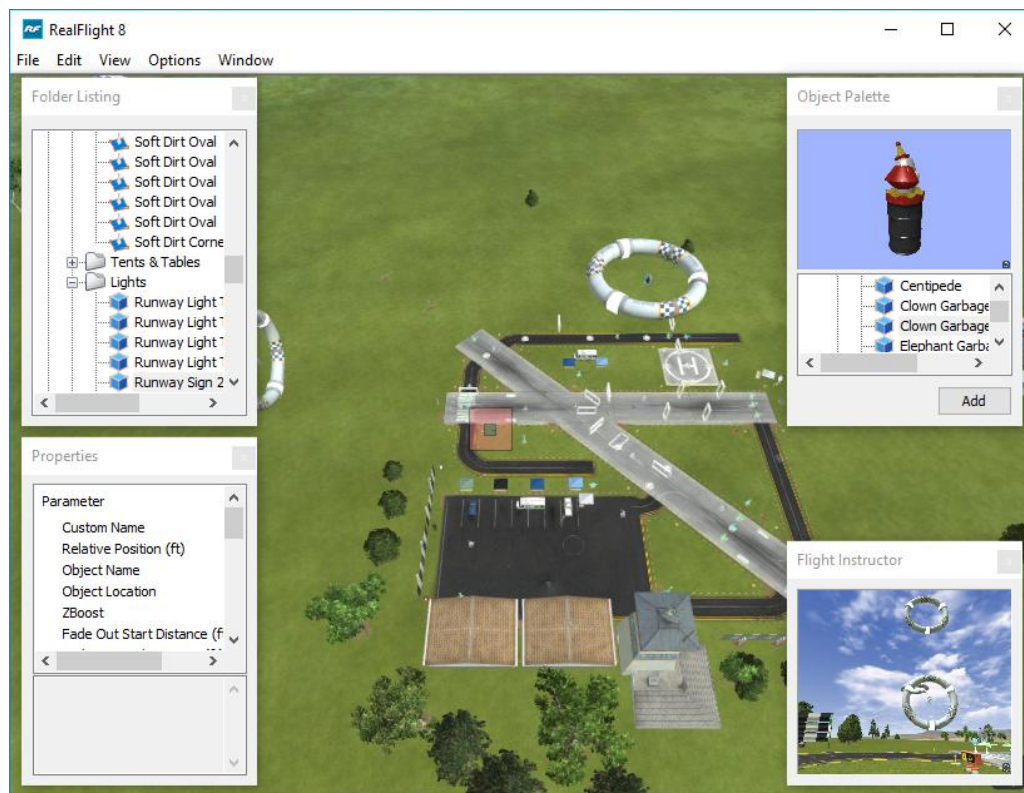 RF RealFlight 8
File Edit View Options Window
Folder Listing
Soft Dirt Oval
Soft Dirt Oval
Soft Dirt Oval
Soft Dirt Oval
Soft Dirt Oval
Soft Dirt Corne
Tents & Tables
Lights
Runway Light T
Runway Light T
Runway Light T
Runway Light T
Runway Sign 2
Properties
Parameter
Custom Name
Relative Position (ft)
Object Name
Object Location
ZBoost
Fade Out Start Distance (f
H
Object Palette
Centipede
Clown Garbage
Clown Garbage
Elephant Garba
Add
Flight Instructor